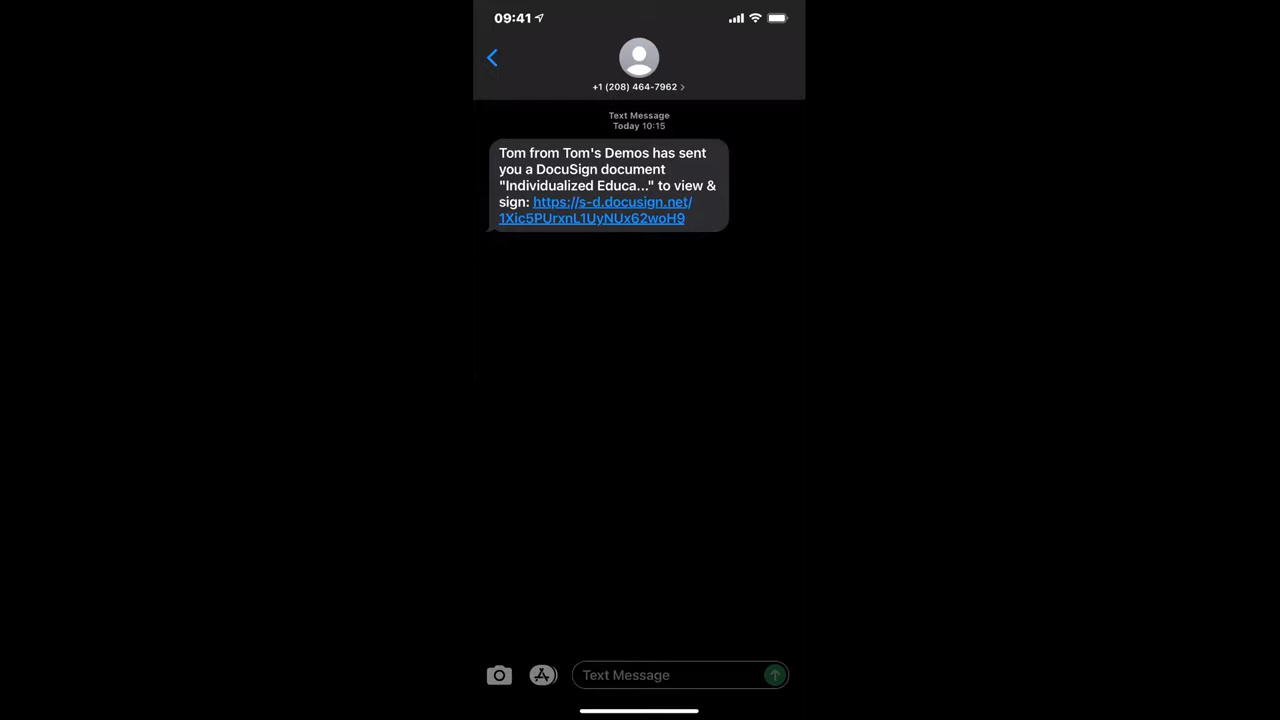 09:41
+1 (208) 464-7962
Text Message
Today 10:15
Tom from Tom's Demos has sent
you a DocuSign document
"Individualized Educa..." to view &
sign: https://s-d.docusign.net/
1Xic5PUrxnL1UyNUx62woH9
Text Message